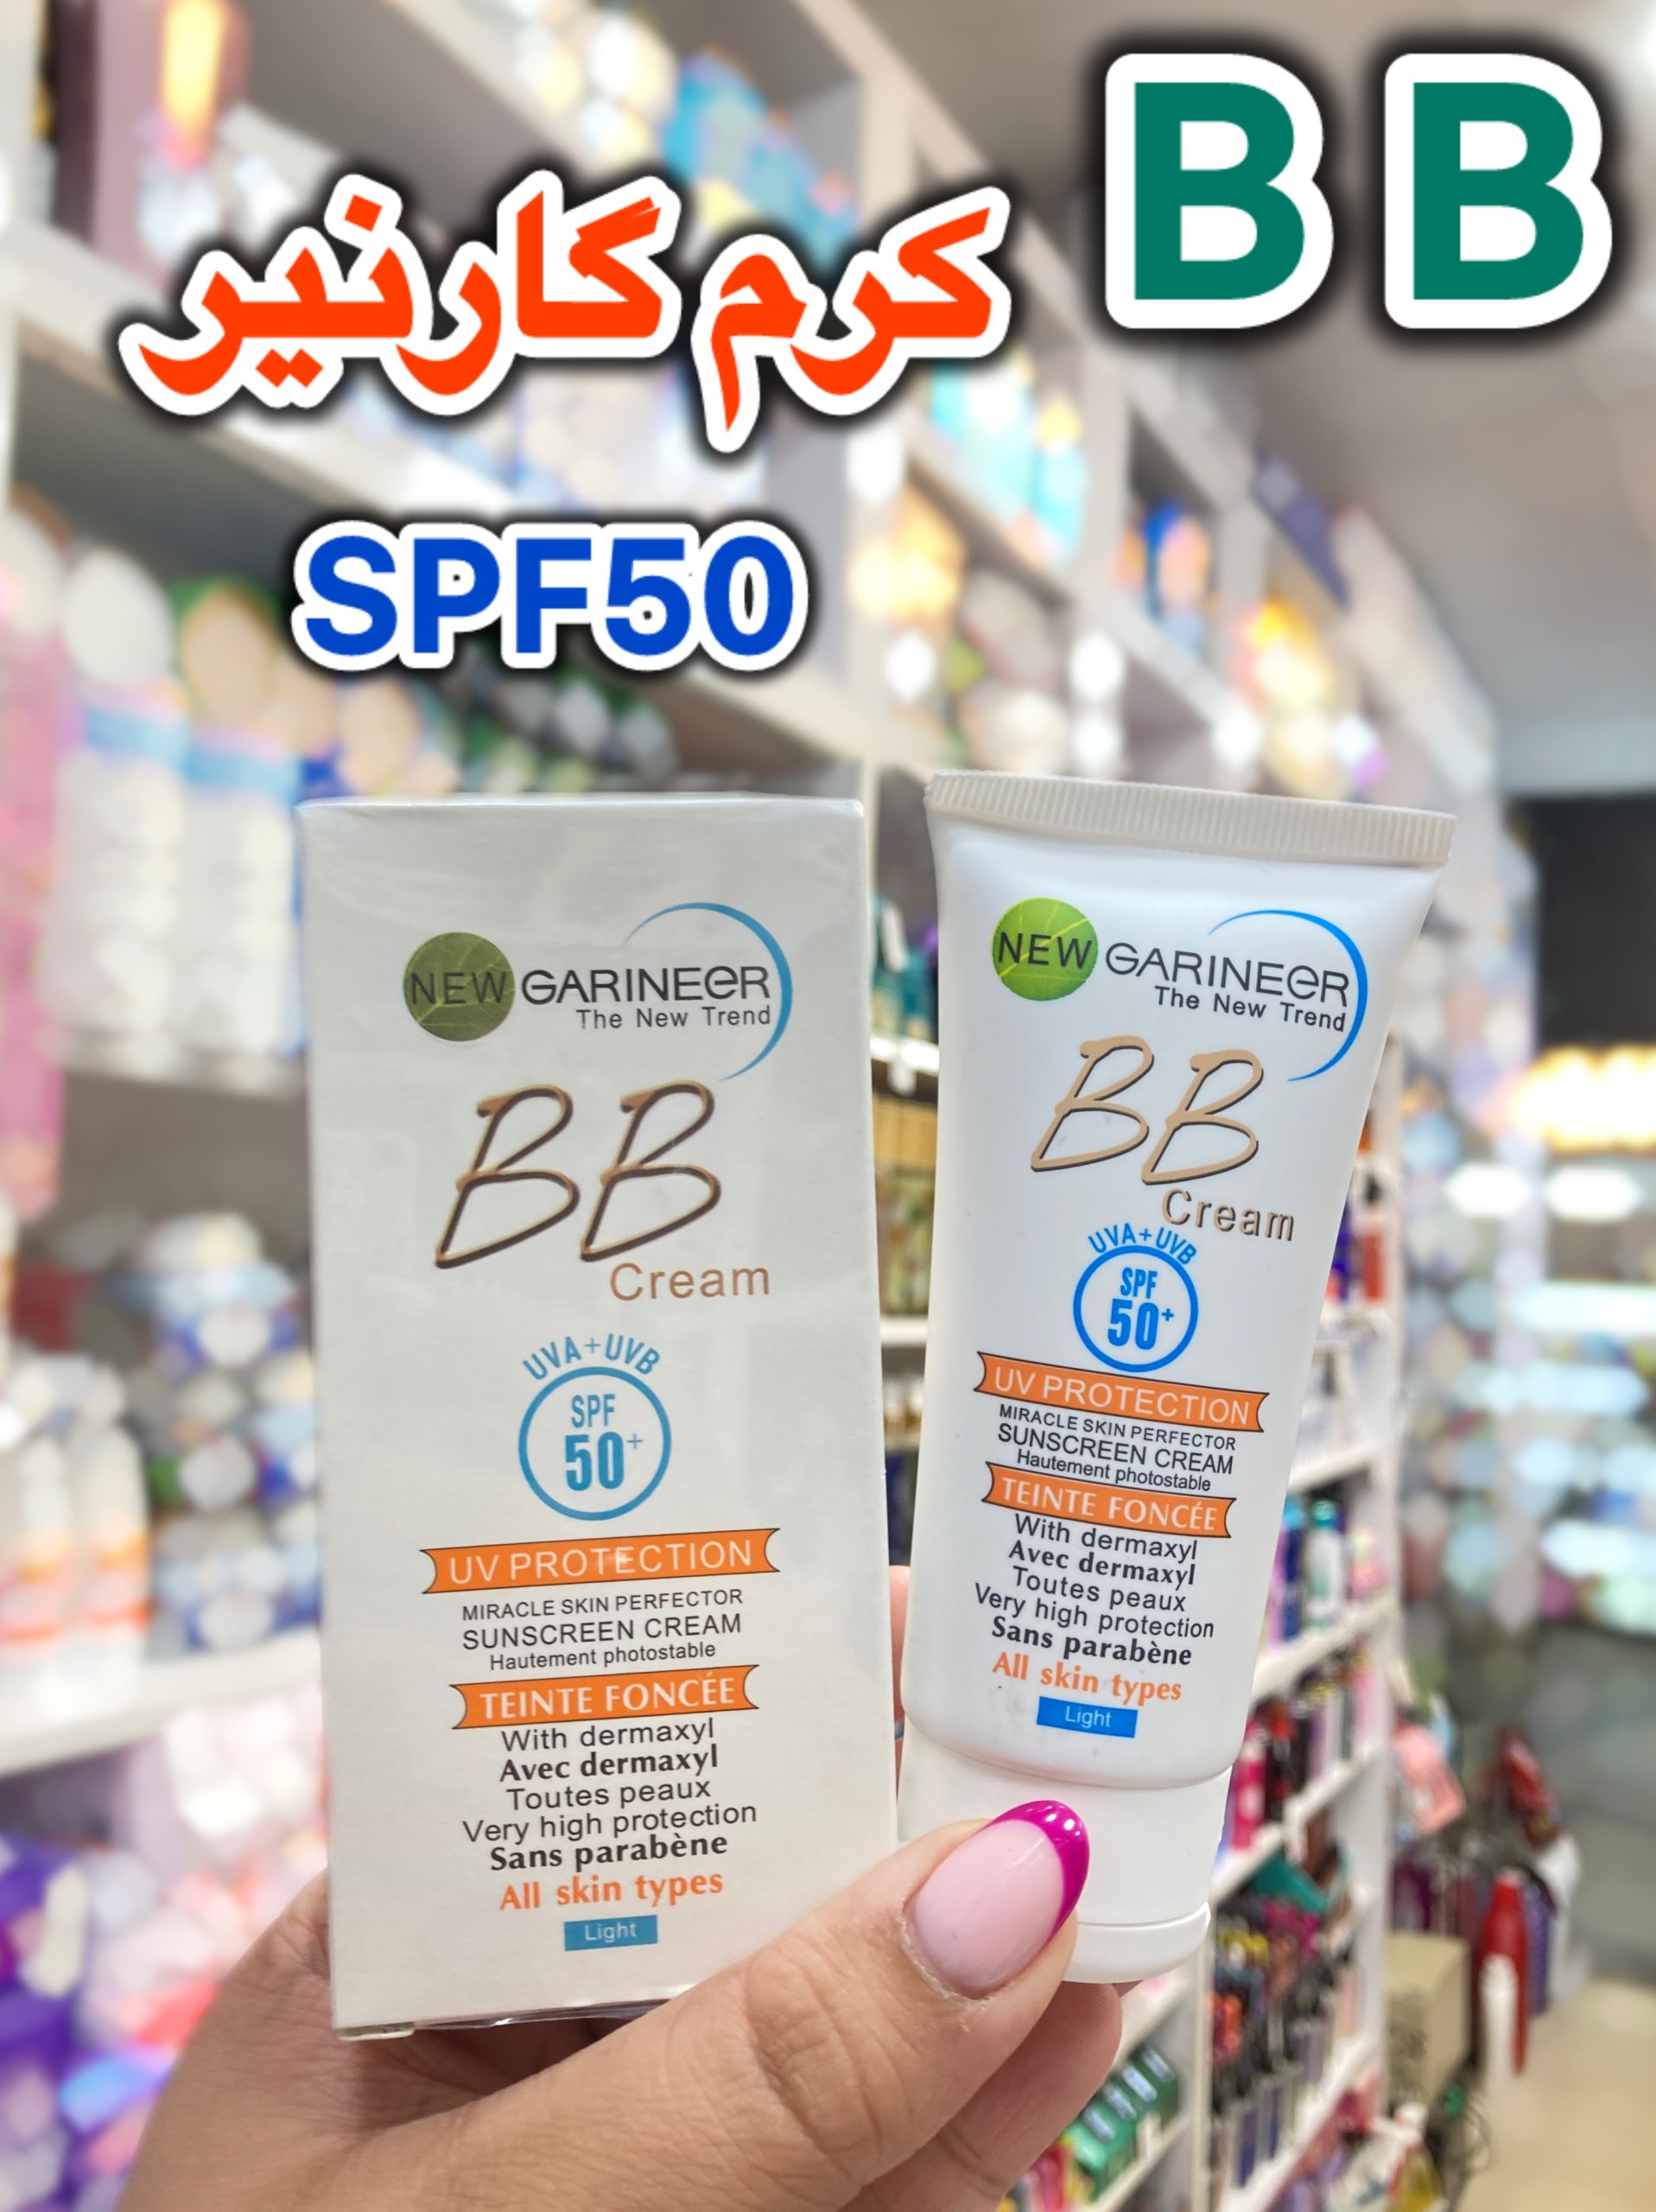 BB
کرم گارنیر
SPF50
NEW GARINEER
The New Trend
BB
Cream
UVA+UVB
SPF
50+
UV PROTECTION
MIRACLE SKIN PERFECTOR
SUNSCREEN CREAM
Hautement photostable
TEINTE FONCÉE
With dermaxyl
Avec dermaxyl
Toutes peaux
Very high protection
Sans parabène
All skin types
Light
NEW GARINEER
The New Trend
BB
Cream
UVA+UVB
SPF
50+
UV PROTECTION
MIRACLE SKIN PERFECTOR
SUNSCREEN CREAM
Hautement photostable
TEINTE FONCÉE
With dermaxyl
Avec dermaxyl
Toutes peaux
Very high protection
Sans parabène
All skin types
Light